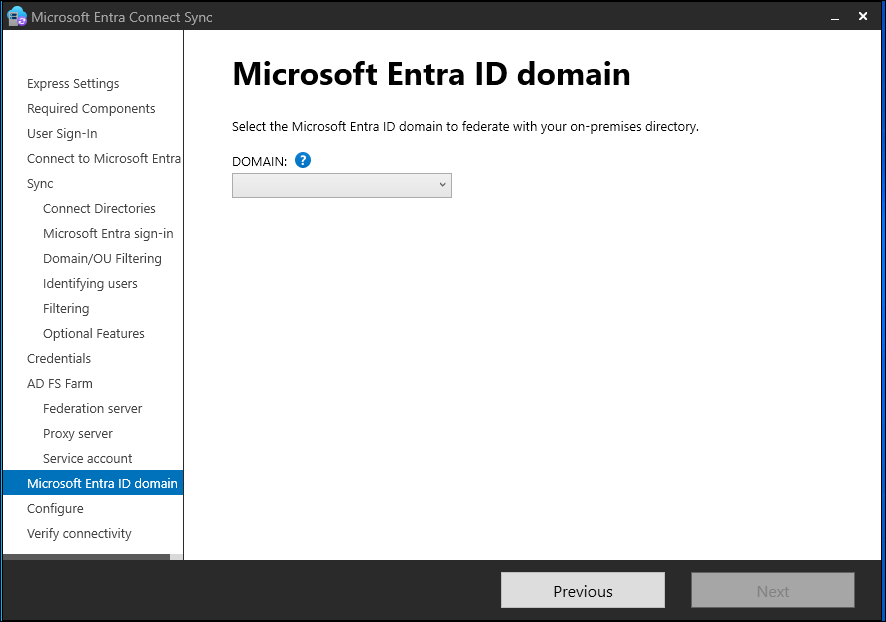 Microsoft Entra Connect Sync
Express Settings
Required Components
User Sign-In
Connect to Microsoft Entra
Sync
Connect Directories
Microsoft Entra sign-in
Domain/OU Filtering
Identifying users
Filtering
Optional Features
Credentials
AD FS Farm
Federation server
Proxy server
Service account
Microsoft Entra ID domain
Configure
Verify connectivity
Microsoft Entra ID domain
Select the Microsoft Entra ID domain to federate with your on-premises directory.
DOMAIN: ?
Previous
Next